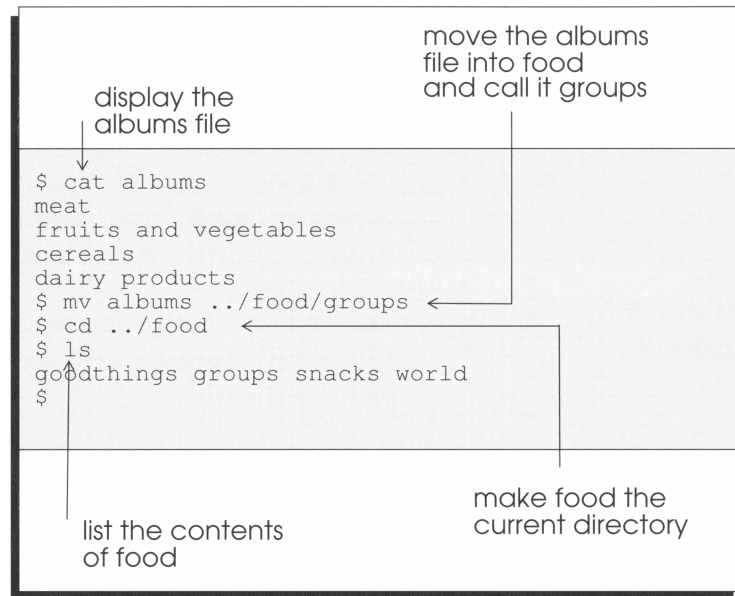 move the albums
file into food
and call it groups
display the
albums file
$ cat albums
meat
fruits and vegetables
cereals
dairy products
$ mv albums ../food/groups
$ cd ../food
$ ls
goodthings groups snacks world
$
list the contents
of food
make food the
current directory